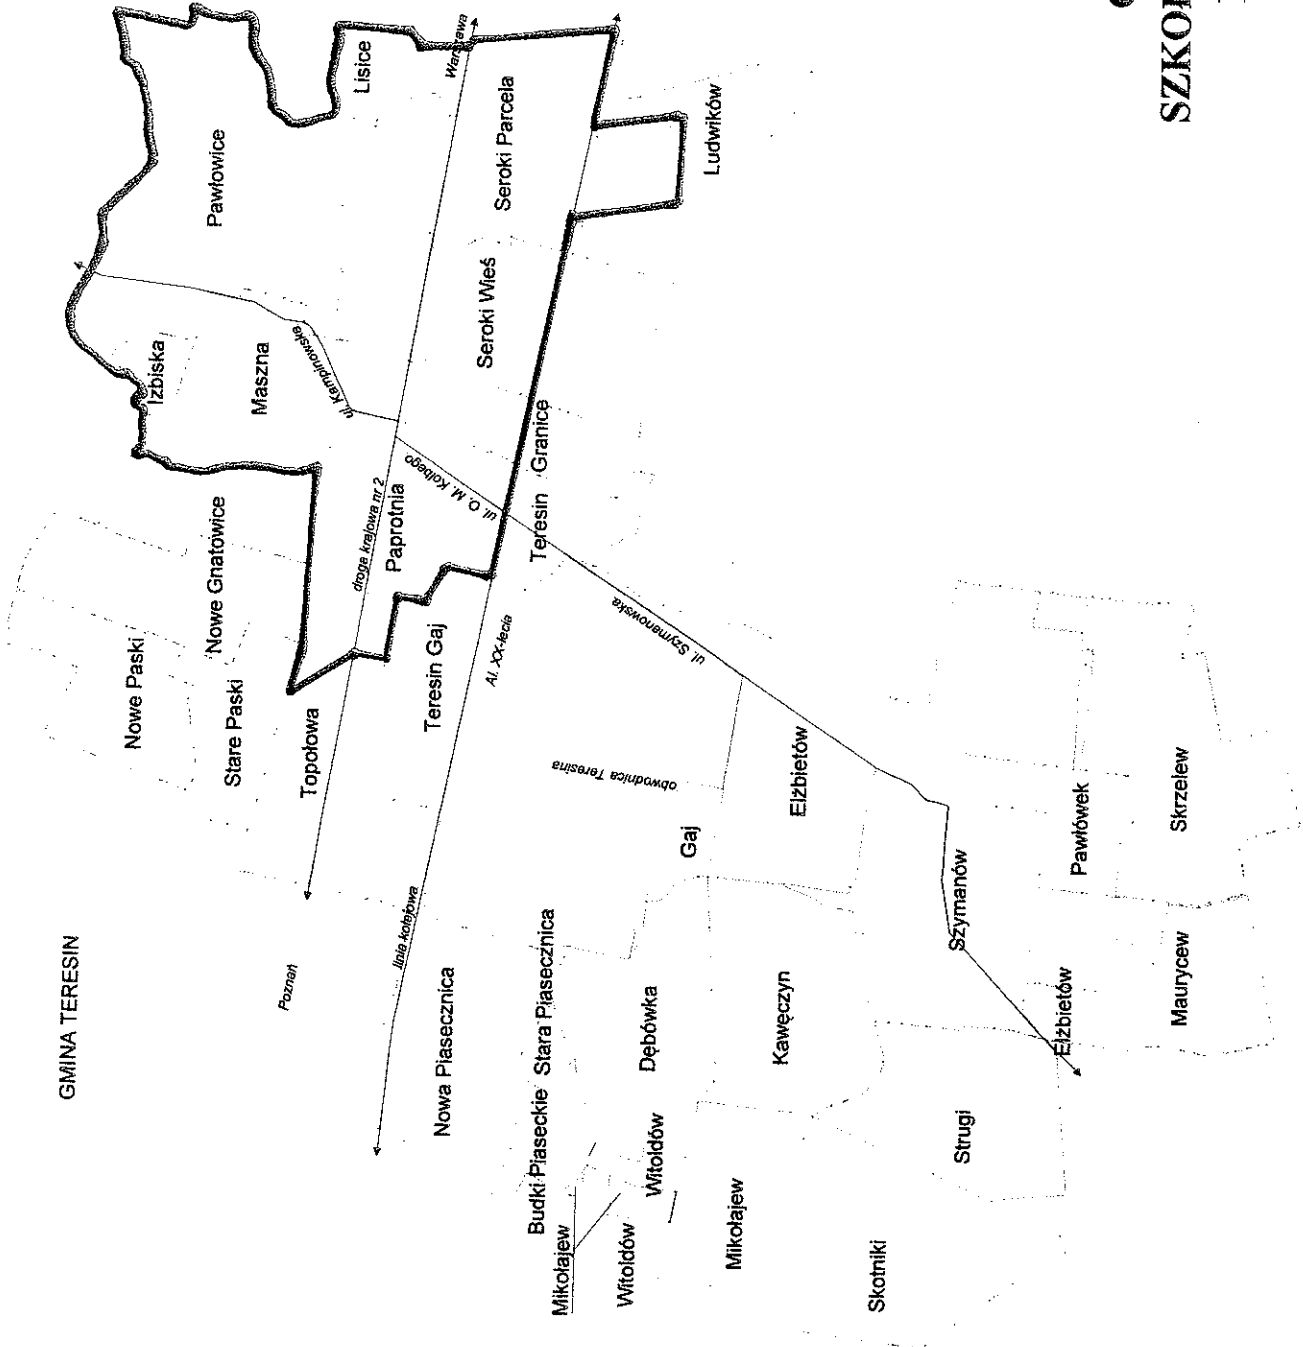 GMINA TERESIN
Nowe Paski
Nowe Gnatowice
Stare Paski
Topołowa
Izbiska
Maszna
Pawłowice
Lisice
Warszawa
ul. Kampinowska
droga krajowa nr 2
Paprotnia
ul. O. M. Kolbego
Seroki Wieś
Seroki Parcela
Ludwików
Teresin Granice
Teresin Gaj
Al. XX-lecia
Poznań
linia kolejowa
ul. Szymanowska
obwodnica Teresina
Nowa Piasecznica
Budki Piaseckie
Stara Piasecznica
Mikołajew
Witoldów
Witoldów
Dębówka
Gaj
Elżbietów
Mikołajew
Kawęczyn
Skotniki
Strugi
Szymanów
Elżbietów
Pawłówek
Maurycew
Skrzelew